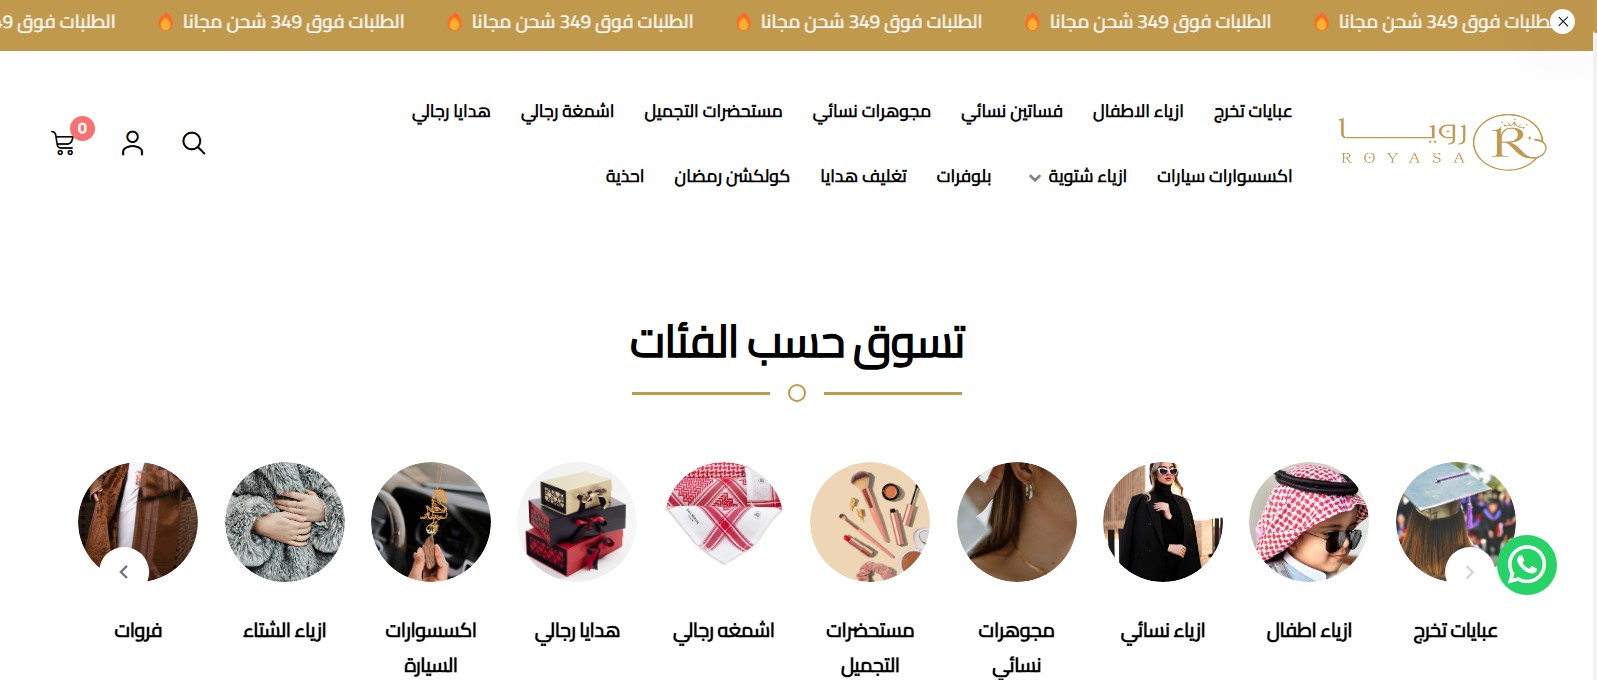 الطلبات فوق 349 شحن مجانا 🔥 الطلبات فوق 349 شحن مجانا 🔥 الطلبات فوق 349 شحن مجانا 🔥 الطلبات فوق 349 شحن مجانا 🔥 الطلبات فوق 349 شحن مجانا 🔥 الطلبات فوق 49
رويسا
ROYASA
R
عبايات تخرج ازياء الاطفال فساتين نسائي مجوهرات نسائي مستحضرات التجميل اشمغة رجالي هدايا رجالي
اكسسوارات سيارات ازياء شتوية بلوفرات تغليف هدايا كولكشن رمضان احذية
0
تسوق حسب الفئات
عبايات تخرج
ازياء اطفال
ازياء نسائي
مجوهرات
نسائي
مستحضرات
التجميل
اشمغه رجالي
هدايا رجالي
اكسسوارات
السيارة
ازياء الشتاء
فروات